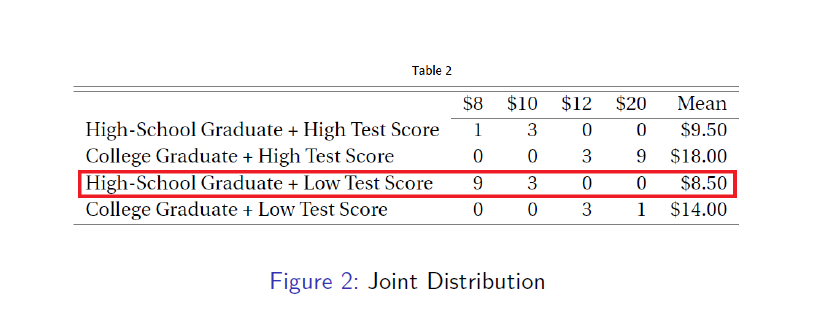 Table 2
$8 $10 $12 $20 Mean
High-School Graduate + High Test Score 1 3 0 0 $9.50
College Graduate + High Test Score 0 0 3 9 $18.00
High-School Graduate + Low Test Score 9 3 0 0 $8.50
College Graduate + Low Test Score 0 0 3 1 $14.00
Figure 2: Joint Distribution